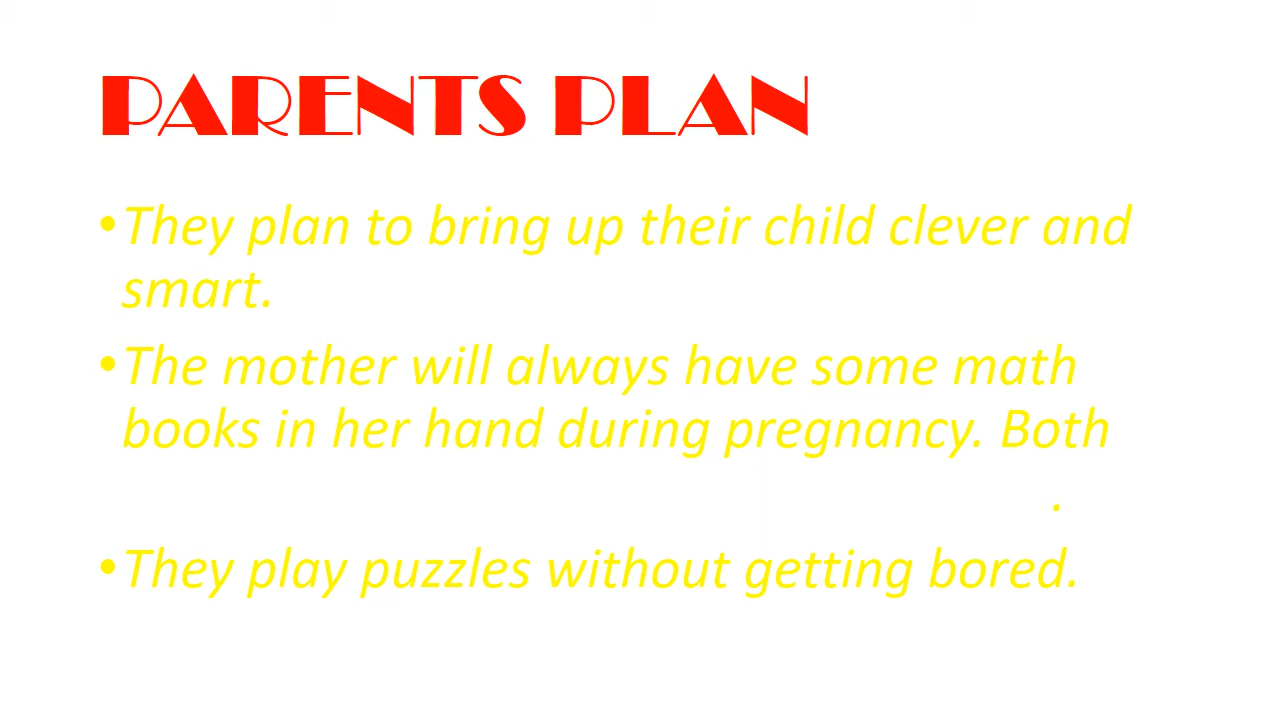 PARENTS PLAN
•They plan to bring up their child clever and
smart.
•The mother will always have some math
books in her hand during pregnancy. Both
.
•They play puzzles without getting bored.